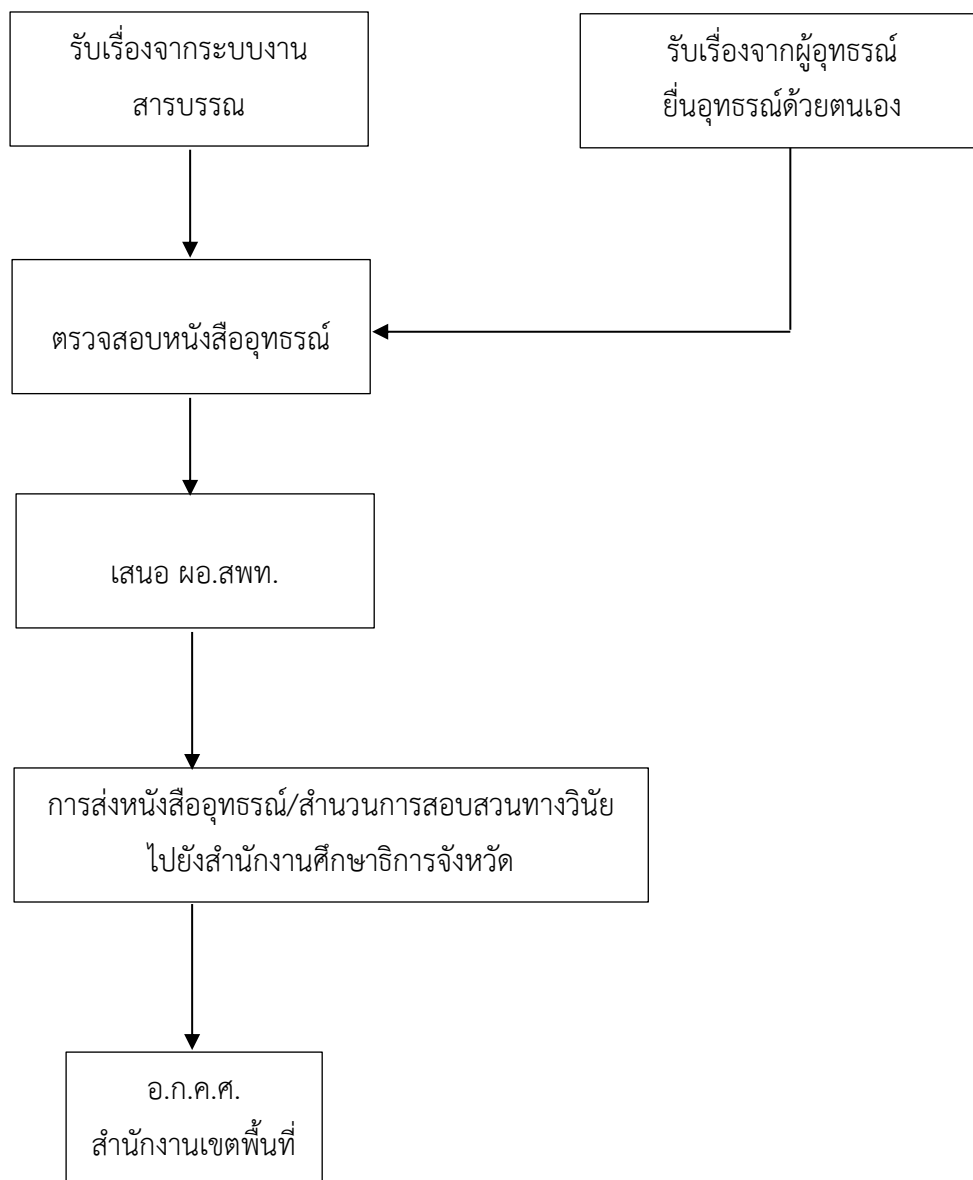 รับเรื่องจากระบบงาน
สารบรรณ
รับเรื่องจากผู้อุทธรณ์
ยื่นอุทธรณ์ด้วยตนเอง
ตรวจสอบหนังสืออุทธรณ์
เสนอ ผอ.สพท.
การส่งหนังสืออุทธรณ์/สำนวนการสอบสวนทางวินัย
ไปยังสำนักงานศึกษาธิการจังหวัด
อ.ก.ค.ศ.
สำนักงานเขตพื้นที่